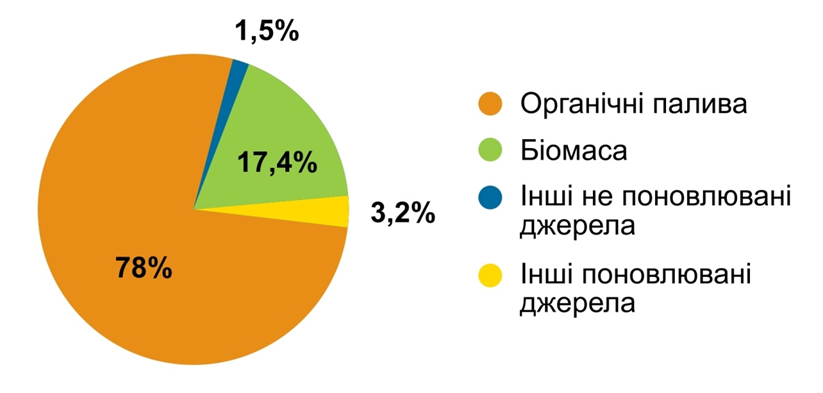 1,5%
17,4%
3,2%
78%
Органічні палива
Біомаса
Інші не поновлювані
джерела
Інші поновлювані
джерела